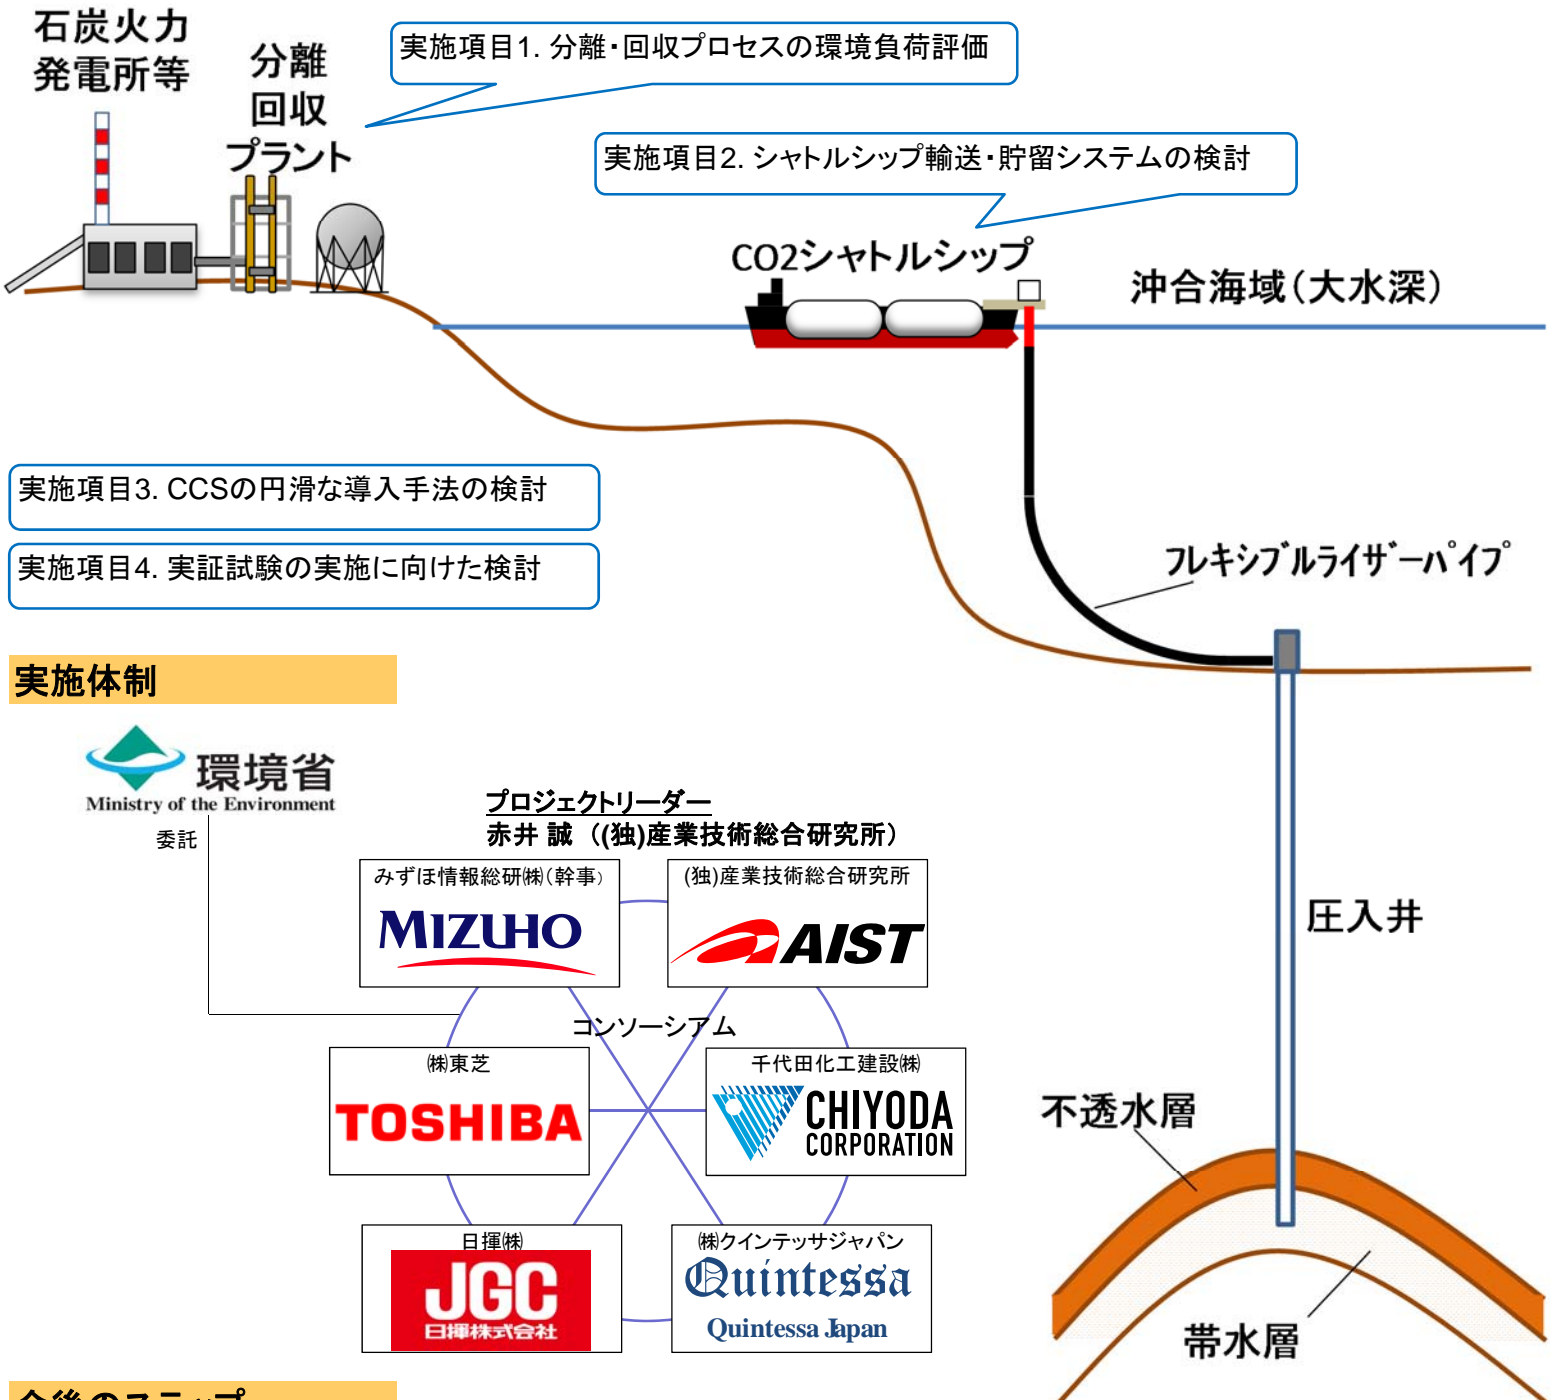 石炭火力
発電所等
分離
回収
プラント
実施項目1. 分離・回収プロセスの環境負荷評価
実施項目2. シャトルシップ輸送・貯留システムの検討
CO2シャトルシップ
沖合海域(大水深)
実施項目3. CCSの円滑な導入手法の検討
実施項目4. 実証試験の実施に向けた検討
フレキシブルライザーパイプ
実施体制
環境省
Ministry of the Environment
委託
プロジェクトリーダー
赤井 誠 ((独)産業技術総合研究所)
みずほ情報総研㈱(幹事)
MIZUHO
(独)産業技術総合研究所
AIST
コンソーシアム
㈱東芝
TOSHIBA
千代田化工建設㈱
CHIYODA
CORPORATION
日揮㈱
JGC
日揮株式会社
㈱クインテッサジャパン
Quintessa
Quintessa Japan
圧入井
不透水層
帯水層
今後のステップ